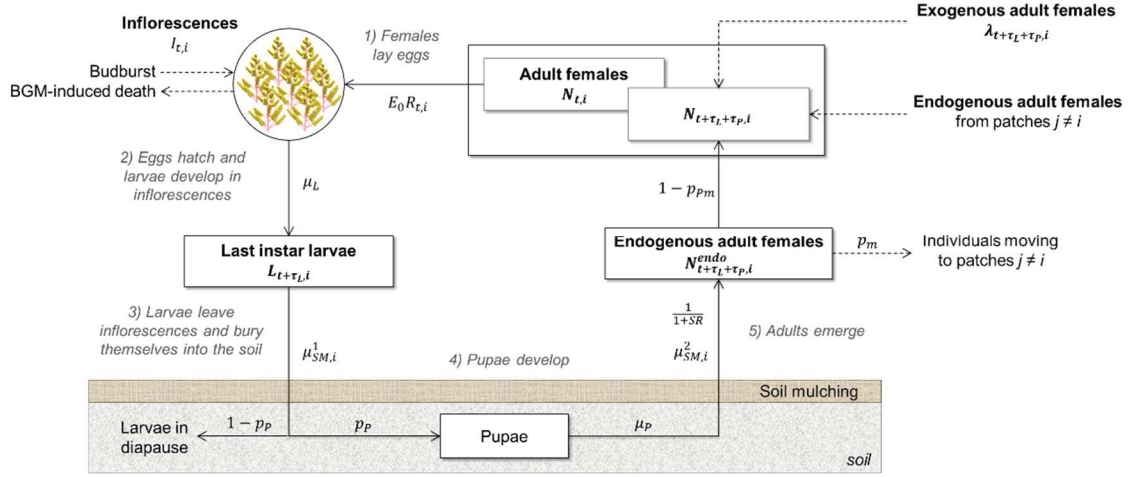 Inflorescences
I_{t,i}
Budburst
BGM-induced death
1) Females
lay eggs
E_0R_{t,i}
Adult females
N_{t,i}
N_{t+τ_L+τ_P,i}
Exogenous adult females
λ_{t+τ_L+τ_P,i}
Endogenous adult females
from patches j ≠ i
2) Eggs hatch and
larvae develop in
inflorescences
μ_L
1 − p_{Pm}
Last instar larvae
L_{t+τ_L,i}
Endogenous adult females
N^{endo}_{t+τ_L+τ_P,i}
p_m
Individuals moving
to patches j ≠ i
3) Larvae leave
inflorescences and bury
themselves into the soil
μ^1_{SM,i}
4) Pupae develop
1/(1+SR)
μ^2_{SM,i}
5) Adults emerge
Soil mulching
Larvae in
diapause
1 − p_P
p_P
Pupae
μ_P
soil